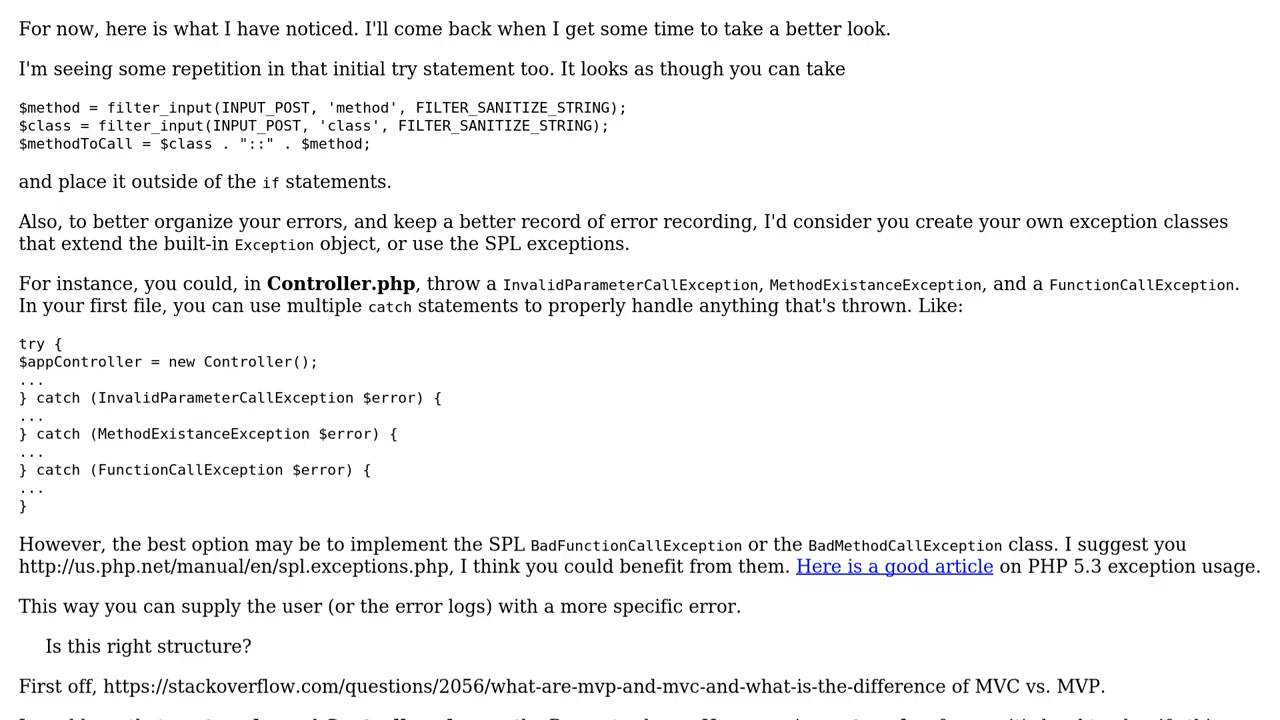 For now, here is what I have noticed. I'll come back when I get some time to take a better look.
I'm seeing some repetition in that initial try statement too. It looks as though you can take
$method = filter_input(INPUT_POST, 'method', FILTER_SANITIZE_STRING);
$class = filter_input(INPUT_POST, 'class', FILTER_SANITIZE_STRING);
$methodToCall = $class . "::" . $method;
and place it outside of the if statements.
Also, to better organize your errors, and keep a better record of error recording, I'd consider you create your own exception classes
that extend the built-in Exception object, or use the SPL exceptions.
For instance, you could, in Controller.php, throw a InvalidParameterCallException, MethodExistanceException, and a FunctionCallException.
In your first file, you can use multiple catch statements to properly handle anything that's thrown. Like:
try {
$appController = new Controller();
...
} catch (InvalidParameterCallException $error) {
...
} catch (MethodExistanceException $error) {
...
} catch (FunctionCallException $error) {
...
}
However, the best option may be to implement the SPL BadFunctionCallException or the BadMethodCallException class. I suggest you
http://us.php.net/manual/en/spl.exceptions.php, I think you could benefit from them. Here is a good article on PHP 5.3 exception usage.
This way you can supply the user (or the error logs) with a more specific error.
Is this right structure?
First off, https://stackoverflow.com/questions/2056/what-are-mvp-and-mvc-and-what-is-the-difference of MVC vs. MVP.